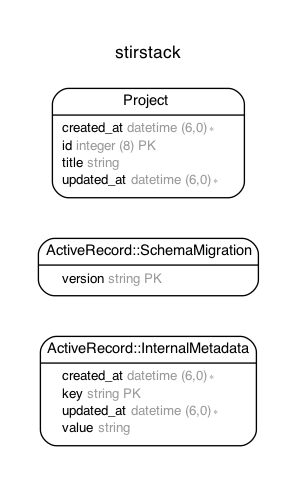 stirstack
Project
created_at datetime (6,0) *
id integer (8) PK
title string
updated_at datetime (6,0) *
ActiveRecord::SchemaMigration
version string PK
ActiveRecord::InternalMetadata
created_at datetime (6,0) *
key string PK
updated_at datetime (6,0) *
value string